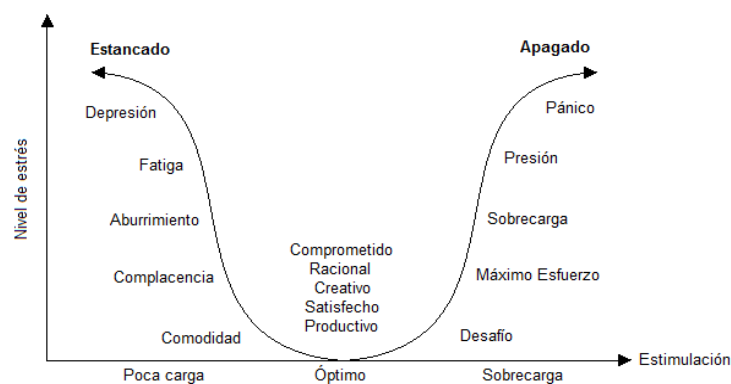 Estancado
Apagado
Depresión
Pánico
Fatiga
Presión
Nivel de estrés
Aburrimiento
Sobrecarga
Comprometido
Racional
Creativo
Satisfecho
Productivo
Complacencia
Máximo Esfuerzo
Comodidad
Desafío
Estimulación
Poca carga
Óptimo
Sobrecarga